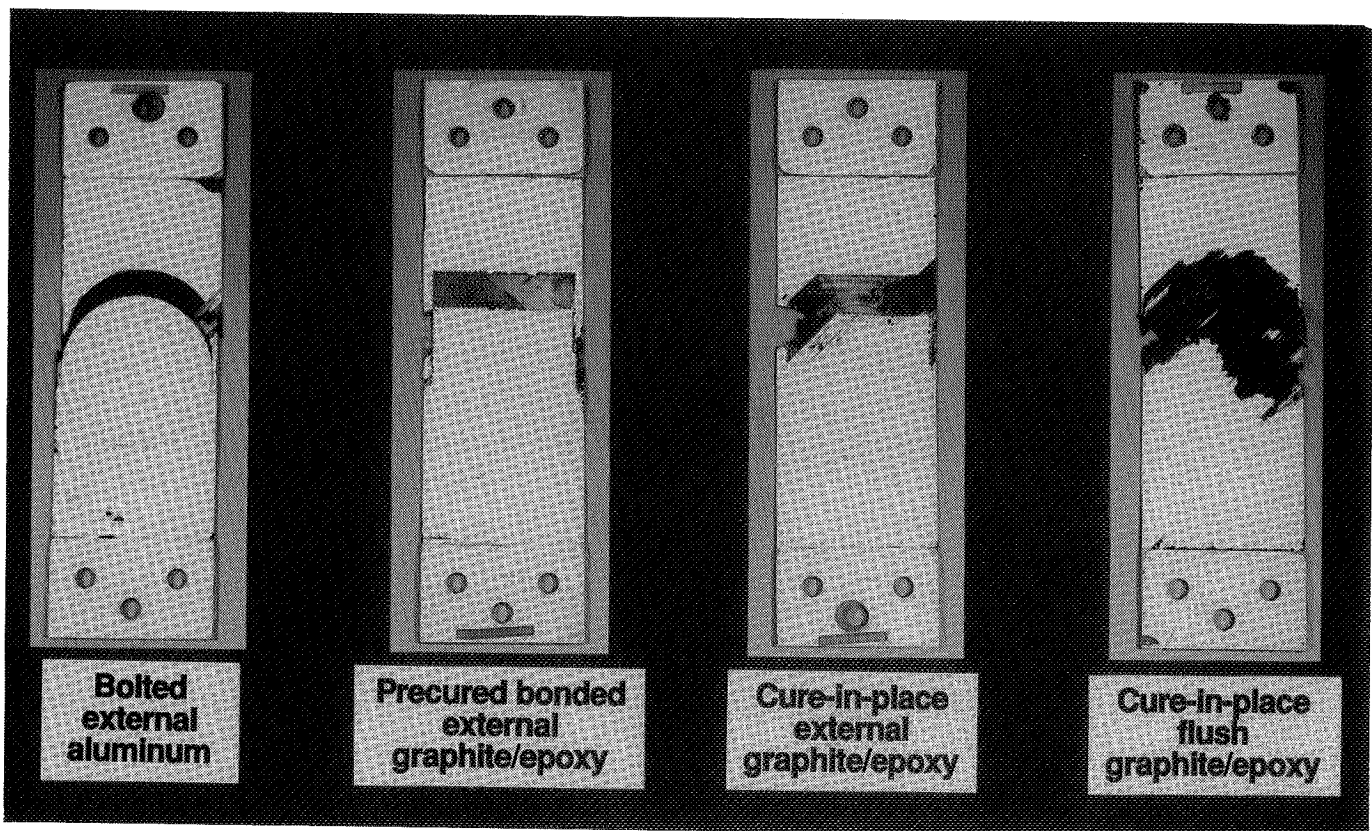 Bolted
external
aluminum
Precured bonded
external
graphite/epoxy
Cure-in-place
external
graphite/epoxy
Cure-in-place
flush
graphite/epoxy